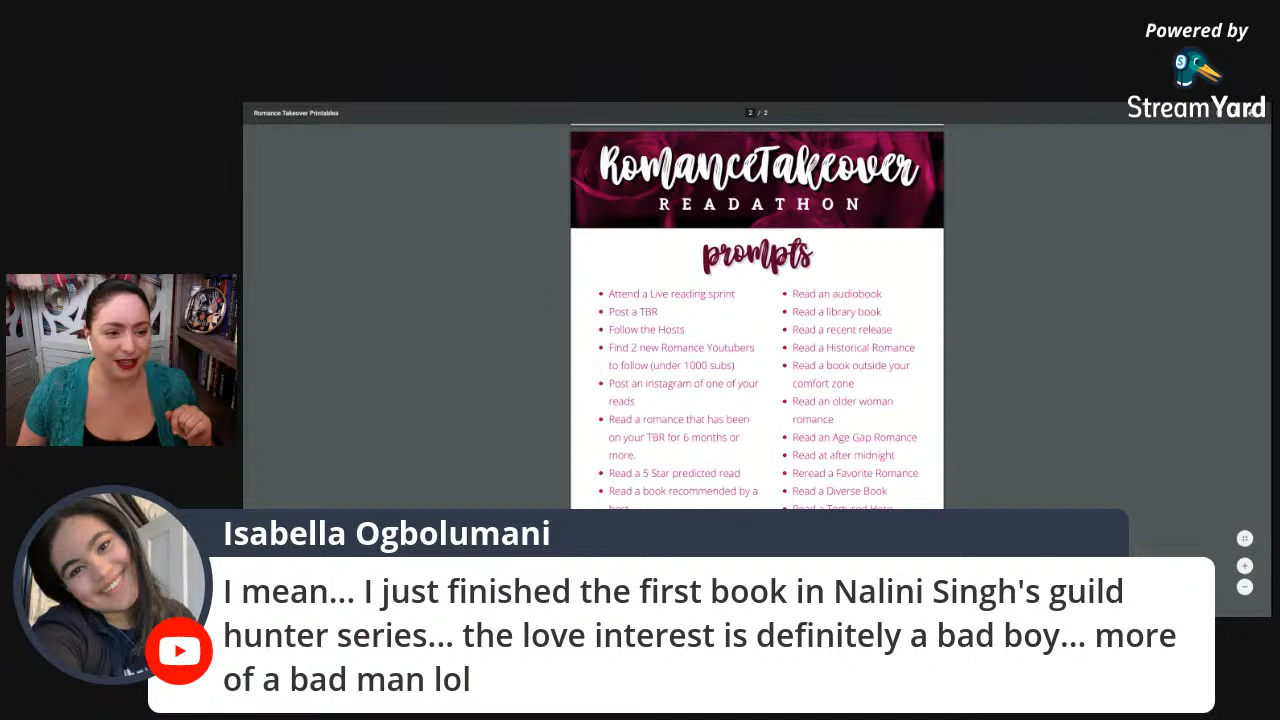 Powered by
StreamYard
Romance Takeover Printables
2 / 2
RomanceTakeover
READATHON
prompts
• Attend a Live reading sprint
• Post a TBR
• Follow the Hosts
• Find 2 new Romance Youtubers
to follow (under 1000 subs)
• Post an instagram of one of your
reads
• Read a romance that has been
on your TBR for 6 months or
more.
• Read a 5 Star predicted read
• Read a book recommended by a
host
• Read an audiobook
• Read a library book
• Read a recent release
• Read a Historical Romance
• Read a book outside your
comfort zone
• Read an older woman
romance
• Read an Age Gap Romance
• Read at after midnight
• Reread a Favorite Romance
• Read a Diverse Book
• Read a Tortured Hero
Isabella Ogbolumani
I mean... I just finished the first book in Nalini Singh's guild
hunter series... the love interest is definitely a bad boy... more
of a bad man lol